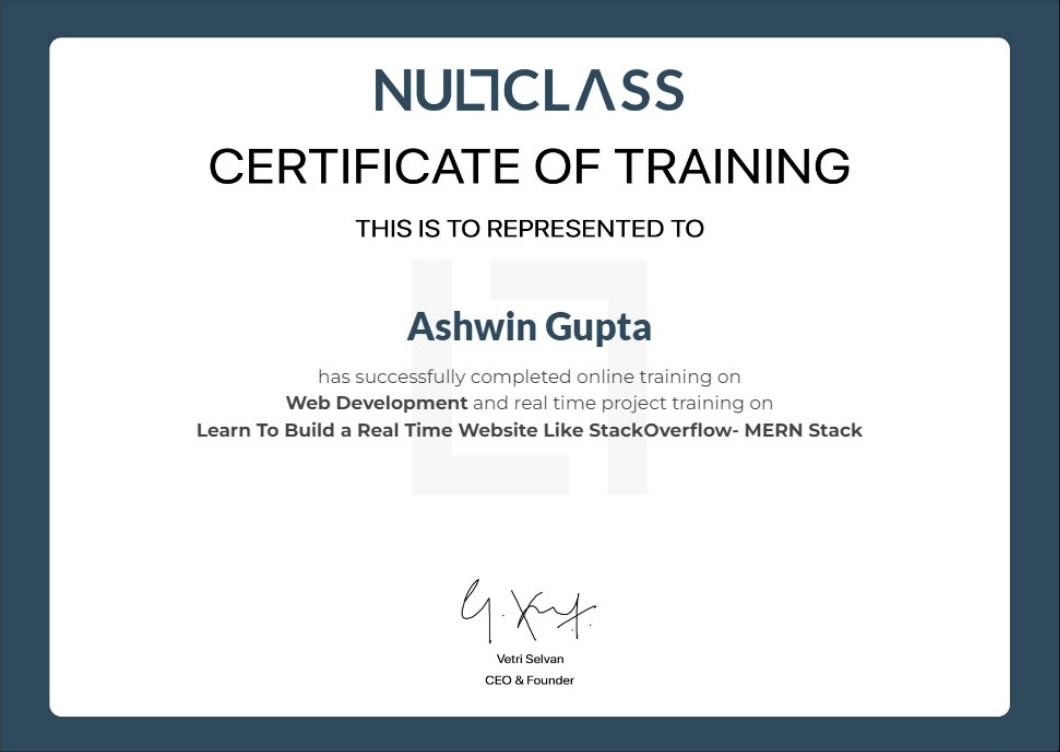 NULLCLASS
CERTIFICATE OF TRAINING
THIS IS TO REPRESENTED TO
Ashwin Gupta
has successfully completed online training on
Web Development and real time project training on
Learn To Build a Real Time Website Like StackOverflow- MERN Stack
Vetri Selvan
CEO & Founder